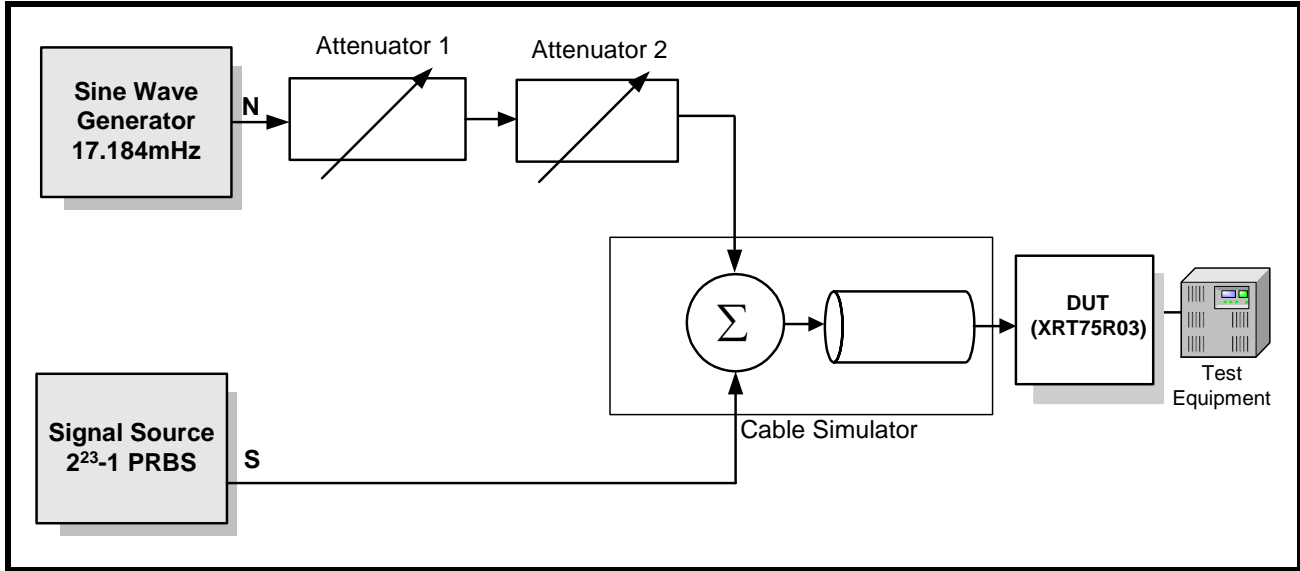 Attenuator 1
Attenuator 2
Sine Wave
Generator
17.184mHz
N
Σ
DUT
(XRT75R03)
Test
Equipment
Cable Simulator
Signal Source
2²³-1 PRBS
S